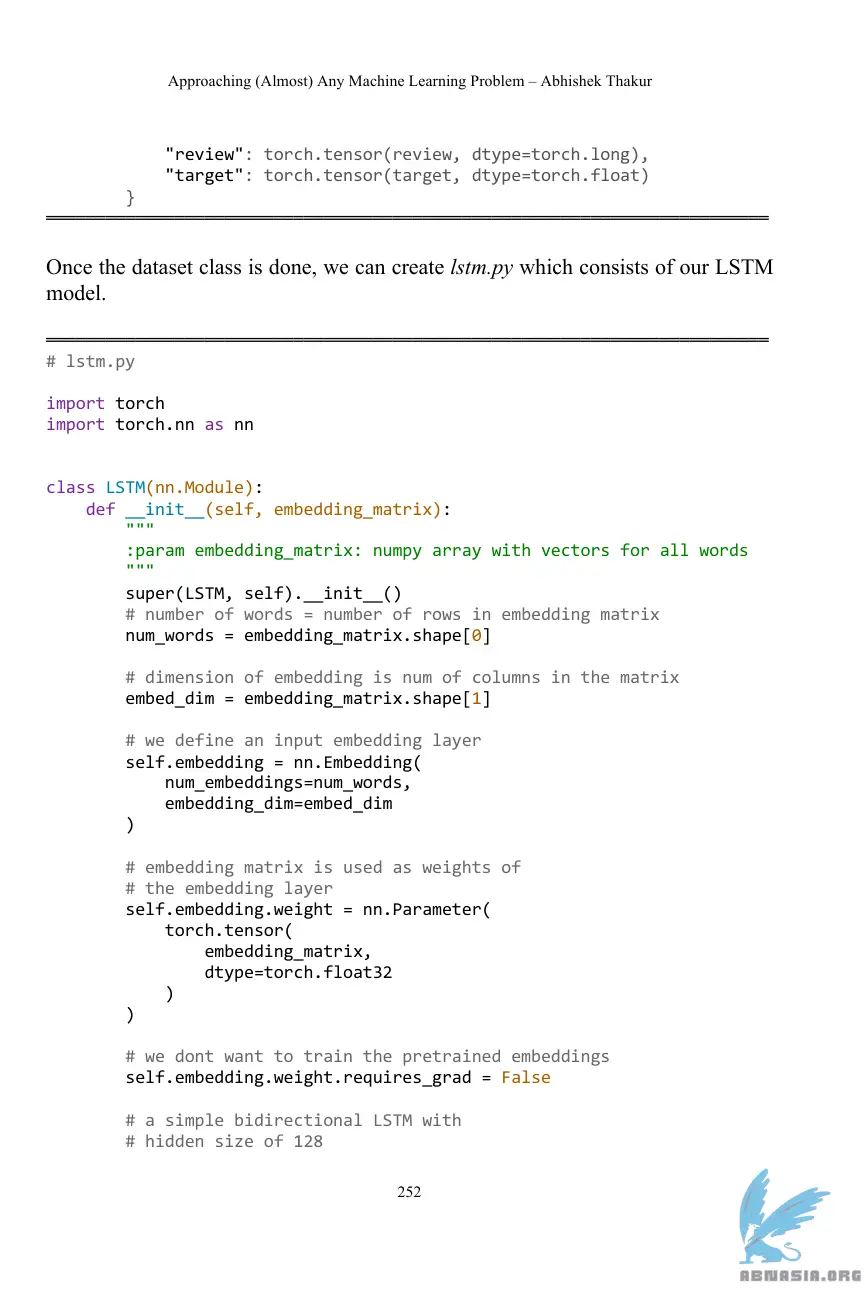 Approaching (Almost) Any Machine Learning Problem – Abhishek Thakur
            "review": torch.tensor(review, dtype=torch.long),
            "target": torch.tensor(target, dtype=torch.float)
        }
Once the dataset class is done, we can create lstm.py which consists of our LSTM
model.
# lstm.py
import torch
import torch.nn as nn
class LSTM(nn.Module):
    def __init__(self, embedding_matrix):
        """
        :param embedding_matrix: numpy array with vectors for all words
        """
        super(LSTM, self).__init__()
        # number of words = number of rows in embedding matrix
        num_words = embedding_matrix.shape[0]
        # dimension of embedding is num of columns in the matrix
        embed_dim = embedding_matrix.shape[1]
        # we define an input embedding layer
        self.embedding = nn.Embedding(
            num_embeddings=num_words,
            embedding_dim=embed_dim
        )
        # embedding matrix is used as weights of
        # the embedding layer
        self.embedding.weight = nn.Parameter(
            torch.tensor(
                embedding_matrix,
                dtype=torch.float32
            )
        )
        # we dont want to train the pretrained embeddings
        self.embedding.weight.requires_grad = False
        # a simple bidirectional LSTM with
        # hidden size of 128
252
ABNASIA.ORG